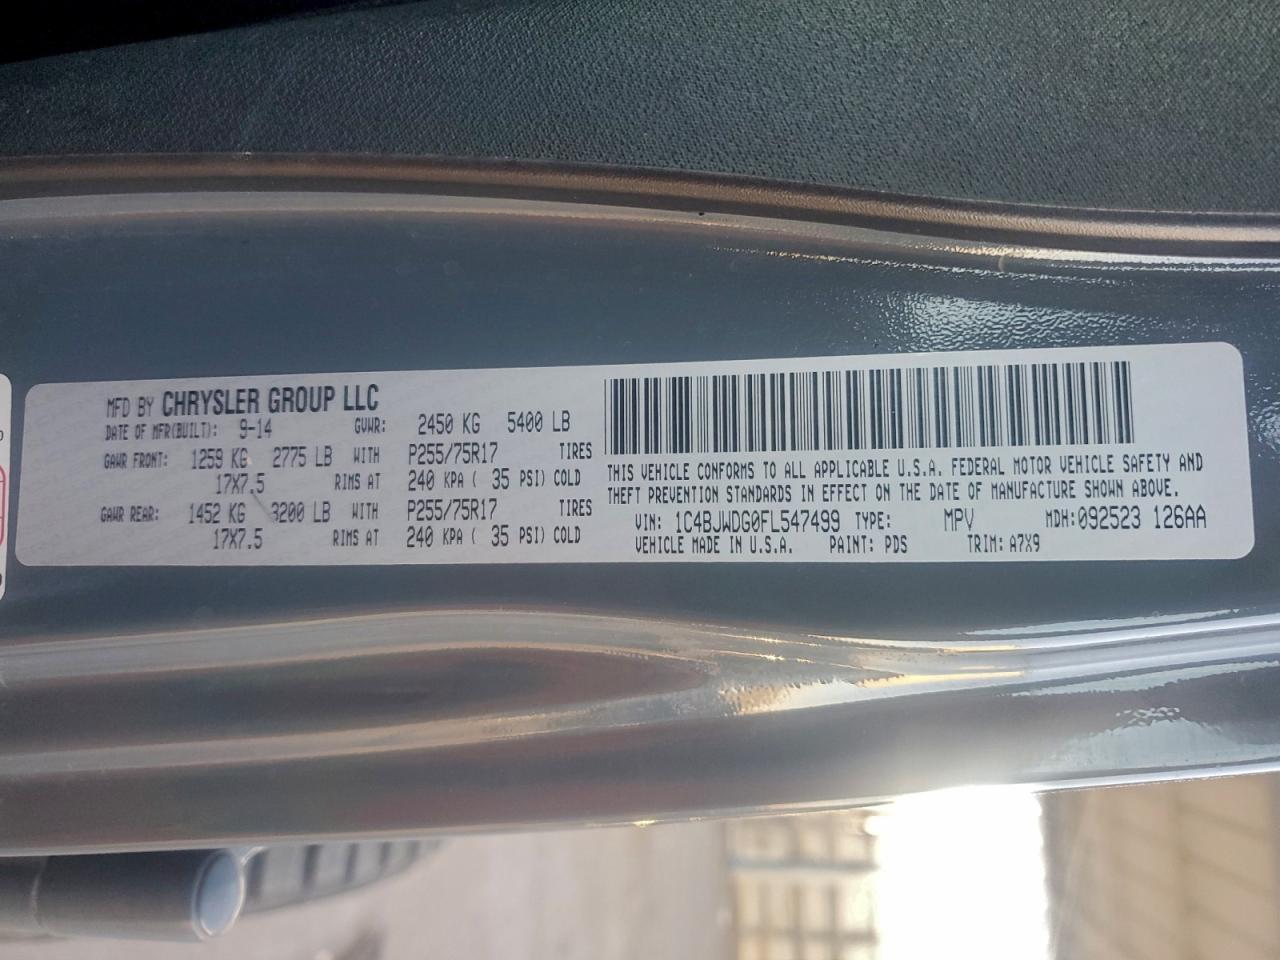 MFD BY CHRYSLER GROUP LLC
DATE OF MFR(BUILT): 9-14 GVWR: 2450 KG 5400 LB
GAWR FRONT: 1259 KG 2775 LB WITH P255/75R17 TIRES
17X7.5 RIMS AT 240 KPA ( 35 PSI) COLD
GAWR REAR: 1452 KG 3200 LB WITH P255/75R17 TIRES
17X7.5 RIMS AT 240 KPA ( 35 PSI) COLD
THIS VEHICLE CONFORMS TO ALL APPLICABLE U.S.A. FEDERAL MOTOR VEHICLE SAFETY AND
THEFT PREVENTION STANDARDS IN EFFECT ON THE DATE OF MANUFACTURE SHOWN ABOVE.
VIN: 1C4BJWDG0FL547499 TYPE: MPV MDH: 092523 126AA
VEHICLE MADE IN U.S.A. PAINT: PDS TRIM: A7X9